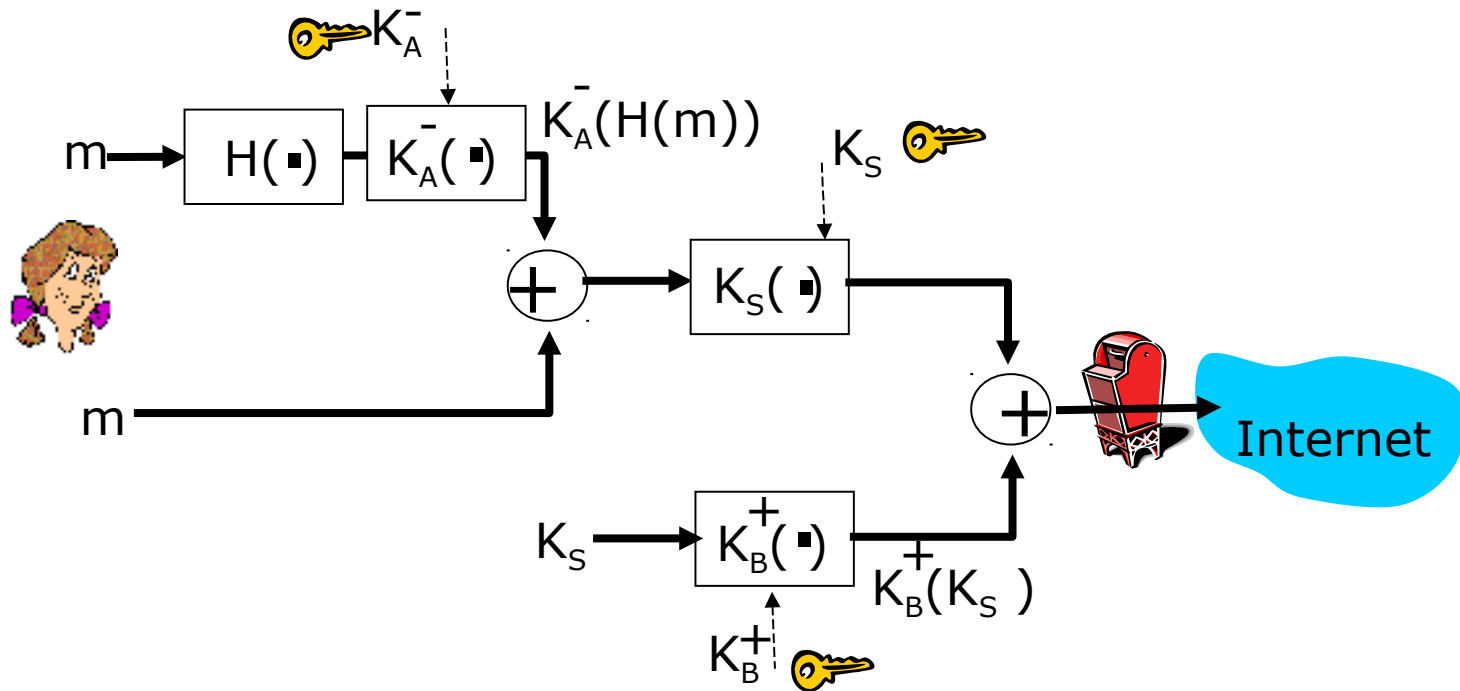 K_A^-
K_A^-(H(m))
m
H(▪)
K_A^-(▪)
K_S
+
K_S(▪)
m
+
Internet
K_S
K_B^+(▪)
K_B^+(K_S )
K_B^+